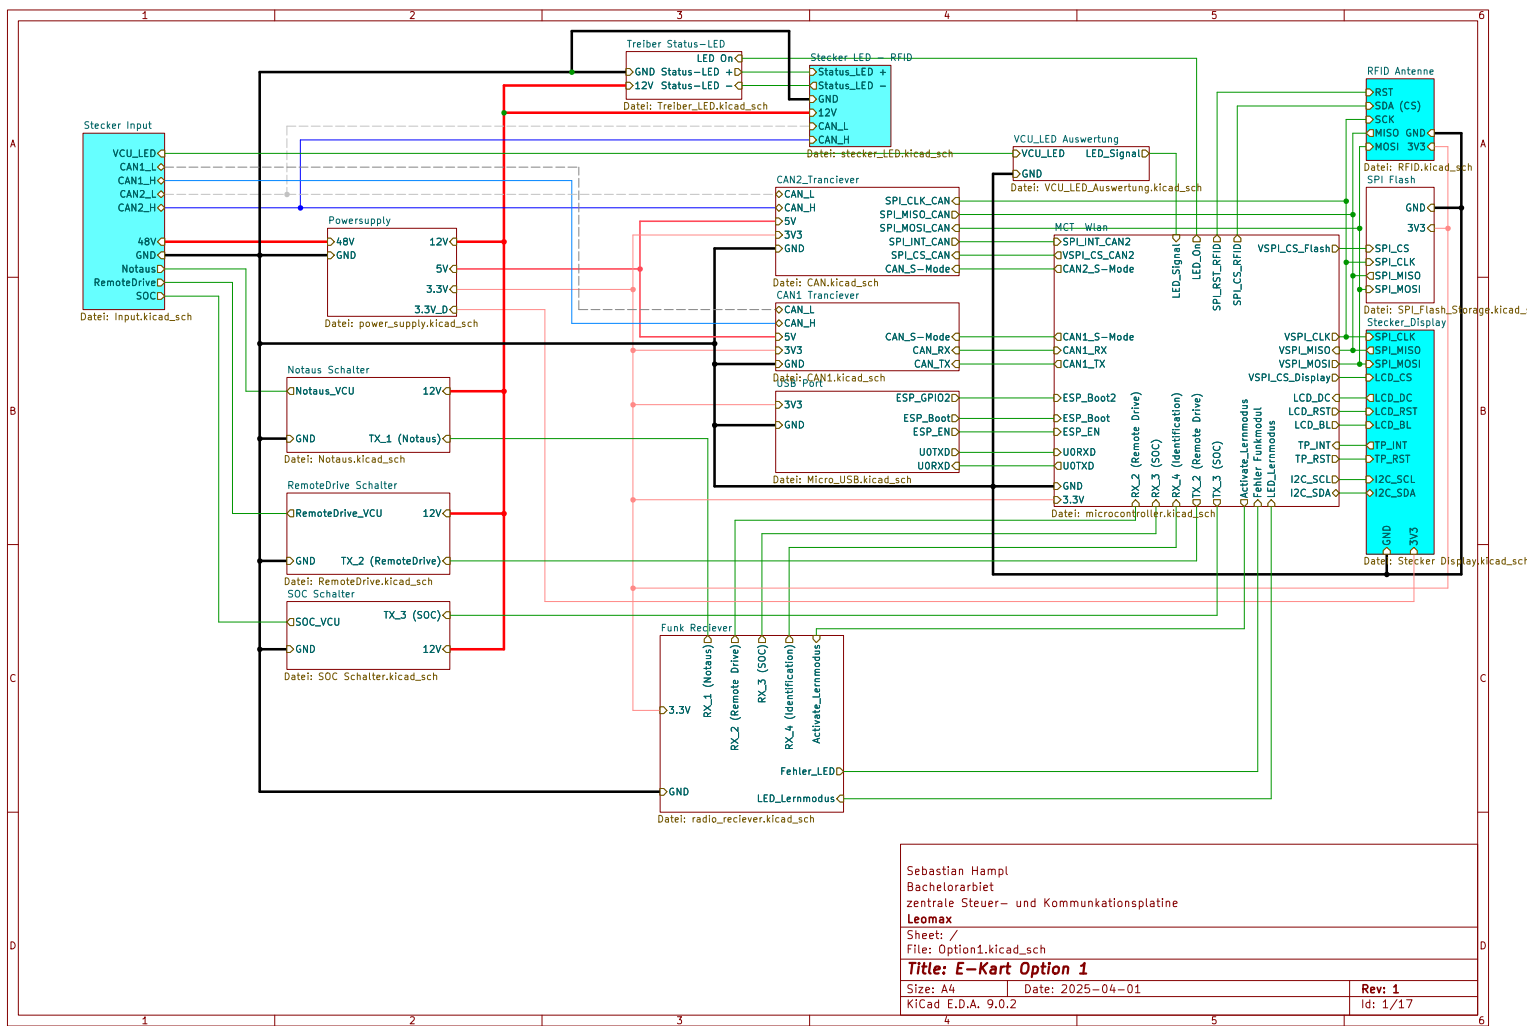 1 2 3 4 5 6
A B C D
A B C D
1 2 3 4 5 6
Treiber Status-LED
LED On
GND Status-LED +
12V Status-LED -
Datei: Treiber_LED.kicad_sch
Stecker LED - RFID
Status_LED +
Status_LED -
GND
12V
CAN_L
CAN_H
Datei: stecker_LED.kicad_sch
Stecker Input
VCU_LED
CAN1_L
CAN1_H
CAN2_L
CAN2_H
48V
GND
Notaus
RemoteDrive
SOC
Datei: Input.kicad_sch
Powersupply
48V 12V
GND
5V
3.3V
3.3V_D
Datei: power_supply.kicad_sch
VCU_LED Auswertung
VCU_LED LED_Signal
GND
Datei: VCU_LED_Auswertung.kicad_sch
RFID Antenne
RST
SDA (CS)
SCK
MISO GND
MOSI 3V3
Datei: RFID.kicad_sch
SPI Flash
GND
3V3
SPI_CS
SPI_CLK
SPI_MISO
SPI_MOSI
Datei: SPI_Flash_Storage.kicad_s
CAN2_Tranciever
CAN_L
CAN_H
5V
3V3
GND
SPI_CLK_CAN
SPI_MISO_CAN
SPI_MOSI_CAN
SPI_INT_CAN
SPI_CS_CAN
CAN_S-Mode
Datei: CAN.kicad_sch
CAN1 Tranciever
CAN_L
CAN_H
5V
3V3
GND
CAN_S-Mode
CAN_RX
CAN_TX
Datei: CAN1.kicad_sch
USB Port
3V3
GND
ESP_GPIO2
ESP_Boot
ESP_EN
U0TXD
U0RXD
Datei: Micro_USB.kicad_sch
MCT Wlan
SPI_INT_CAN2
VSPI_CS_CAN2
CAN2_S-Mode
CAN1_S-Mode
CAN1_RX
CAN1_TX
ESP_Boot2
ESP_Boot
ESP_EN
U0RXD
U0TXD
GND
3.3V
LED_Signal
LED_On
SPI_RST_RFID
SPI_CS_RFID
VSPI_CS_Flash
VSPI_CLK
VSPI_MISO
VSPI_MOSI
VSPI_CS_Display
LCD_DC
LCD_RST
LCD_BL
TP_INT
TP_RST
I2C_SCL
I2C_SDA
RX_2 (Remote Drive)
RX_3 (SOC)
RX_4 (Identification)
TX_2 (Remote Drive)
TX_3 (SOC)
Activate_Lernmodus
Fehler Funkmodul
LED_Lernmodus
Datei: microcontroller.kicad_sch
Stecker_Display
SPI_CLK
SPI_MISO
SPI_MOSI
LCD_CS
LCD_DC
LCD_RST
LCD_BL
TP_INT
TP_RST
I2C_SCL
I2C_SDA
GND
3V3
Datei: Stecker Display.kicad_sch
Notaus Schalter
Notaus_VCU 12V
GND TX_1 (Notaus)
Datei: Notaus.kicad_sch
RemoteDrive Schalter
RemoteDrive_VCU 12V
GND TX_2 (RemoteDrive)
Datei: RemoteDrive.kicad_sch
SOC Schalter
TX_3 (SOC)
SOC_VCU
GND 12V
Datei: SOC Schalter.kicad_sch
Funk Reciever
RX_1 (Notaus)
RX_2 (Remote Drive)
RX_3 (SOC)
RX_4 (Identification)
Activate_Lernmodus
3.3V
Fehler_LED
GND
LED_Lernmodus
Datei: radio_reciever.kicad_sch
Sebastian Hampl
Bachelorarbiet
zentrale Steuer- und Kommunkationsplatine
Leomax
Sheet: /
File: Option1.kicad_sch
Title: E-Kart Option 1
Size: A4 Date: 2025-04-01 Rev: 1
KiCad E.D.A. 9.0.2 Id: 1/17